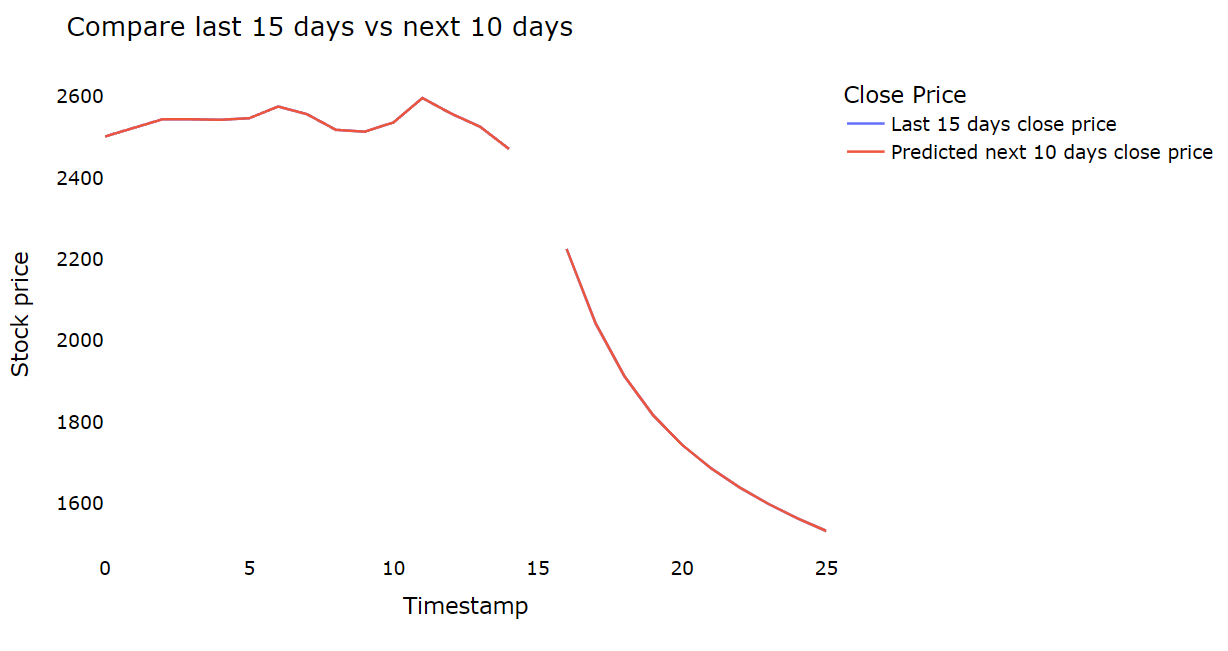 Compare last 15 days vs next 10 days
Close Price
Last 15 days close price
Predicted next 10 days close price
Stock price
2600
2400
2200
2000
1800
1600
0 5 10 15 20 25
Timestamp